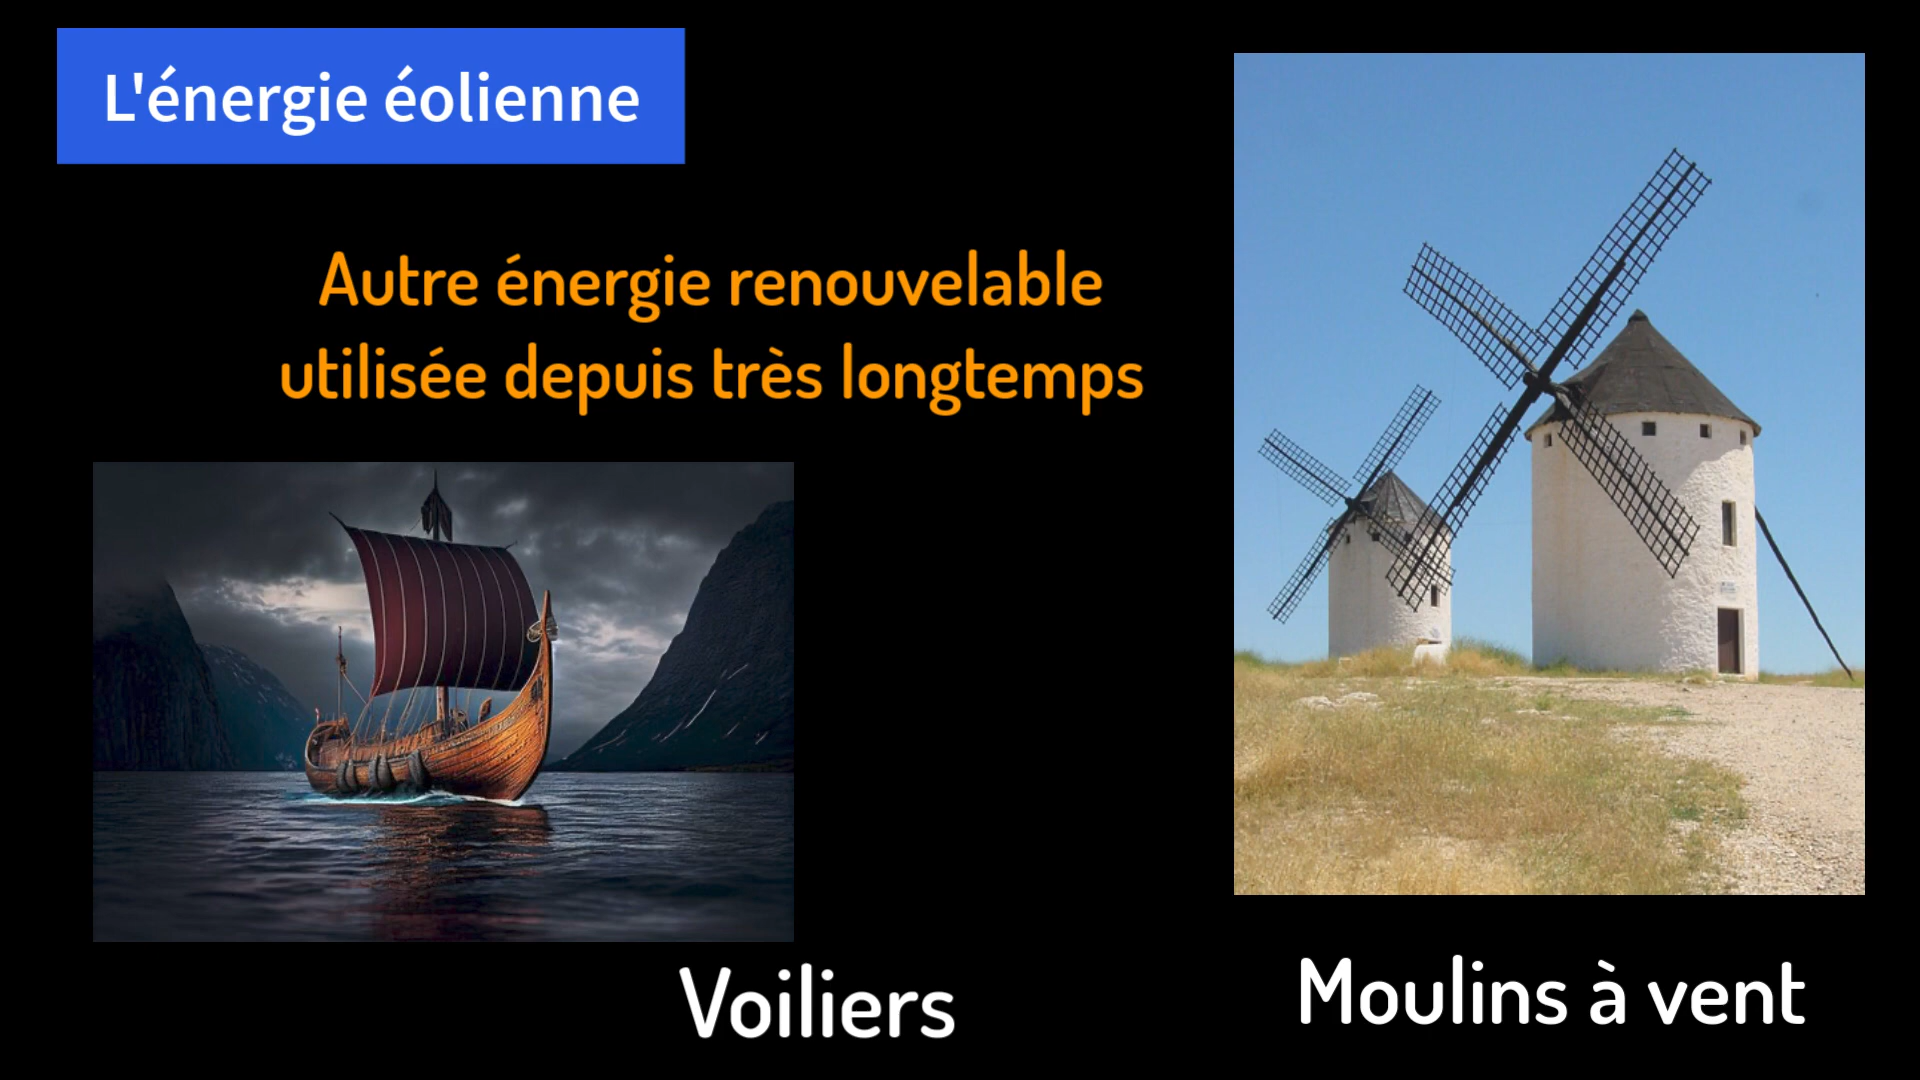 L'énergie éolienne
Autre énergie renouvelable
utilisée depuis très longtemps
Voiliers
Moulins à vent